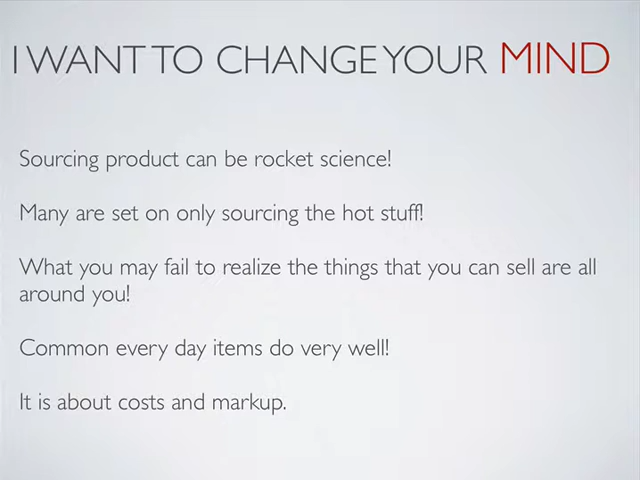 I WANT TO CHANGE YOUR MIND
Sourcing product can be rocket science!
Many are set on only sourcing the hot stuff!
What you may fail to realize the things that you can sell are all
around you!
Common every day items do very well!
It is about costs and markup.